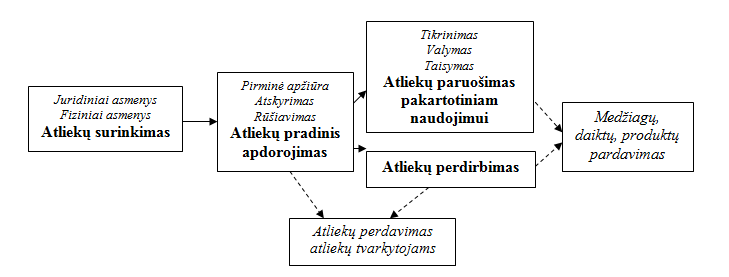 Juridiniai asmenys
Fiziniai asmenys
Atliekų surinkimas
Pirminė apžiūra
Atskyrimas
Rūšiavimas
Atliekų pradinis
apdorojimas
Tikrinimas
Valymas
Taisymas
Atliekų paruošimas
pakartotiniam
naudojimui
Atliekų perdirbimas
Medžiagų,
daiktų, produktų
pardavimas
Atliekų perdavimas
atliekų tvarkytojams